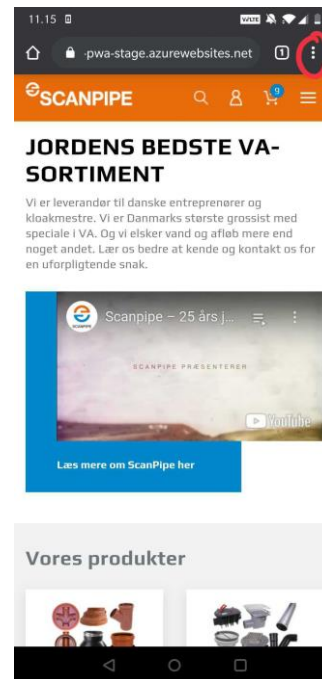 11.15
-pwa-stage.azurewebsites.net
1
SCANPIPE
9
JORDENS BEDSTE VA-
SORTIMENT
Vi er leverandør til danske entreprenører og
kloakmestre. Vi er Danmarks største grossist med
speciale i VA. Og vi elsker vand og afløb mere end
noget andet. Lær os bedre at kende og kontakt os for
en uforpligtende snak.
Scanpipe – 25 års j...
SCANPIPE PRÆSENTERER
YouTube
Læs mere om ScanPipe her
Vores produkter